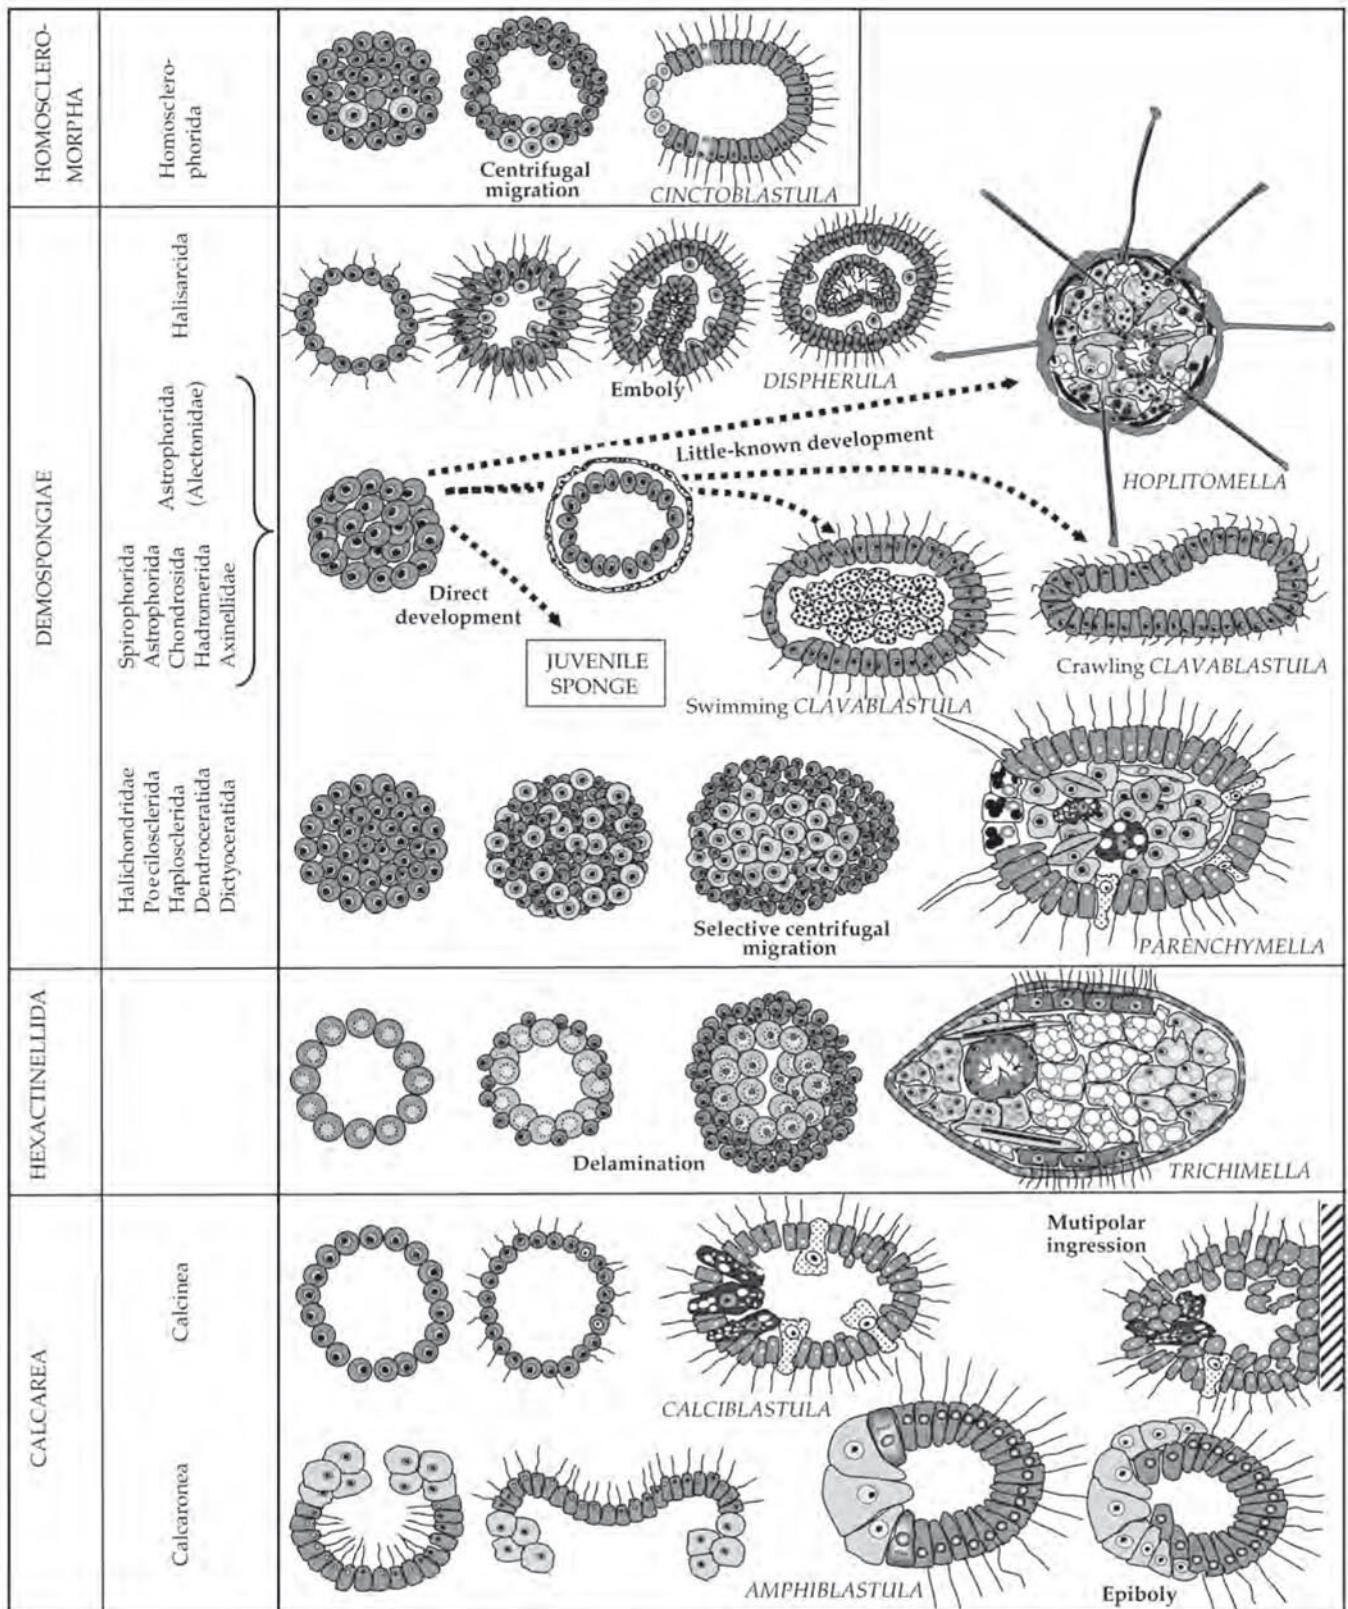 HOMOSCLERO-
MORPHA
Homosclero-
phorida
Centrifugal
migration
CINCTOBLASTULA
DEMOSPONGIAE
Halisarcida
Emboly
DISPHERULA
Astrophorida
(Alectonidae)
Little-known development
HOPLITOMELLA
Spirophorida
Astrophorida
Chondrosida
Hadromerida
Axinellidae
Direct
development
JUVENILE
SPONGE
Swimming CLAVABLASTULA
Crawling CLAVABLASTULA
Halichondridae
Poecilosclerida
Haplosclerida
Dendroceratida
Dictyoceratida
Selective centrifugal
migration
PARENCHYMELLA
HEXACTINELLIDA
Delamination
TRICHIMELLA
CALCAREA
Calcinea
CALCIBLASTULA
Mutipolar
ingression
Calcaronea
AMPHIBLASTULA
Epiboly